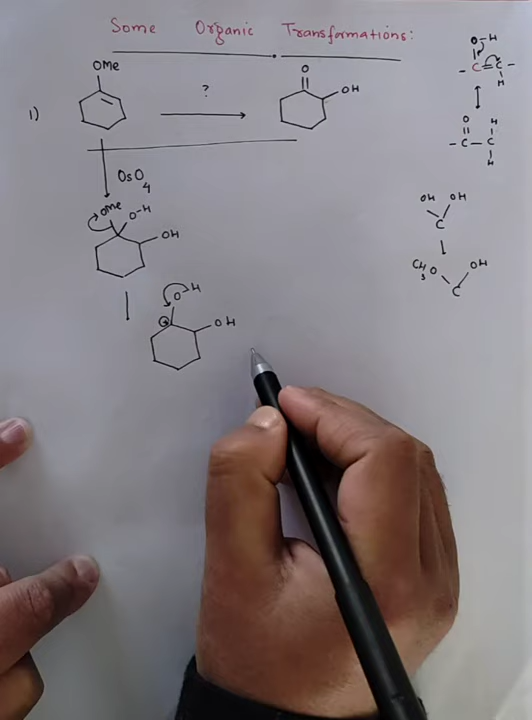 Some Organic Transformations:
OMe
?
O
OH
1)
OsO4
OMe
O-H
OH
O H
OH
O-H
- C = C -
H
O H
- C - C
H
OH OH
C
CH3O OH
C